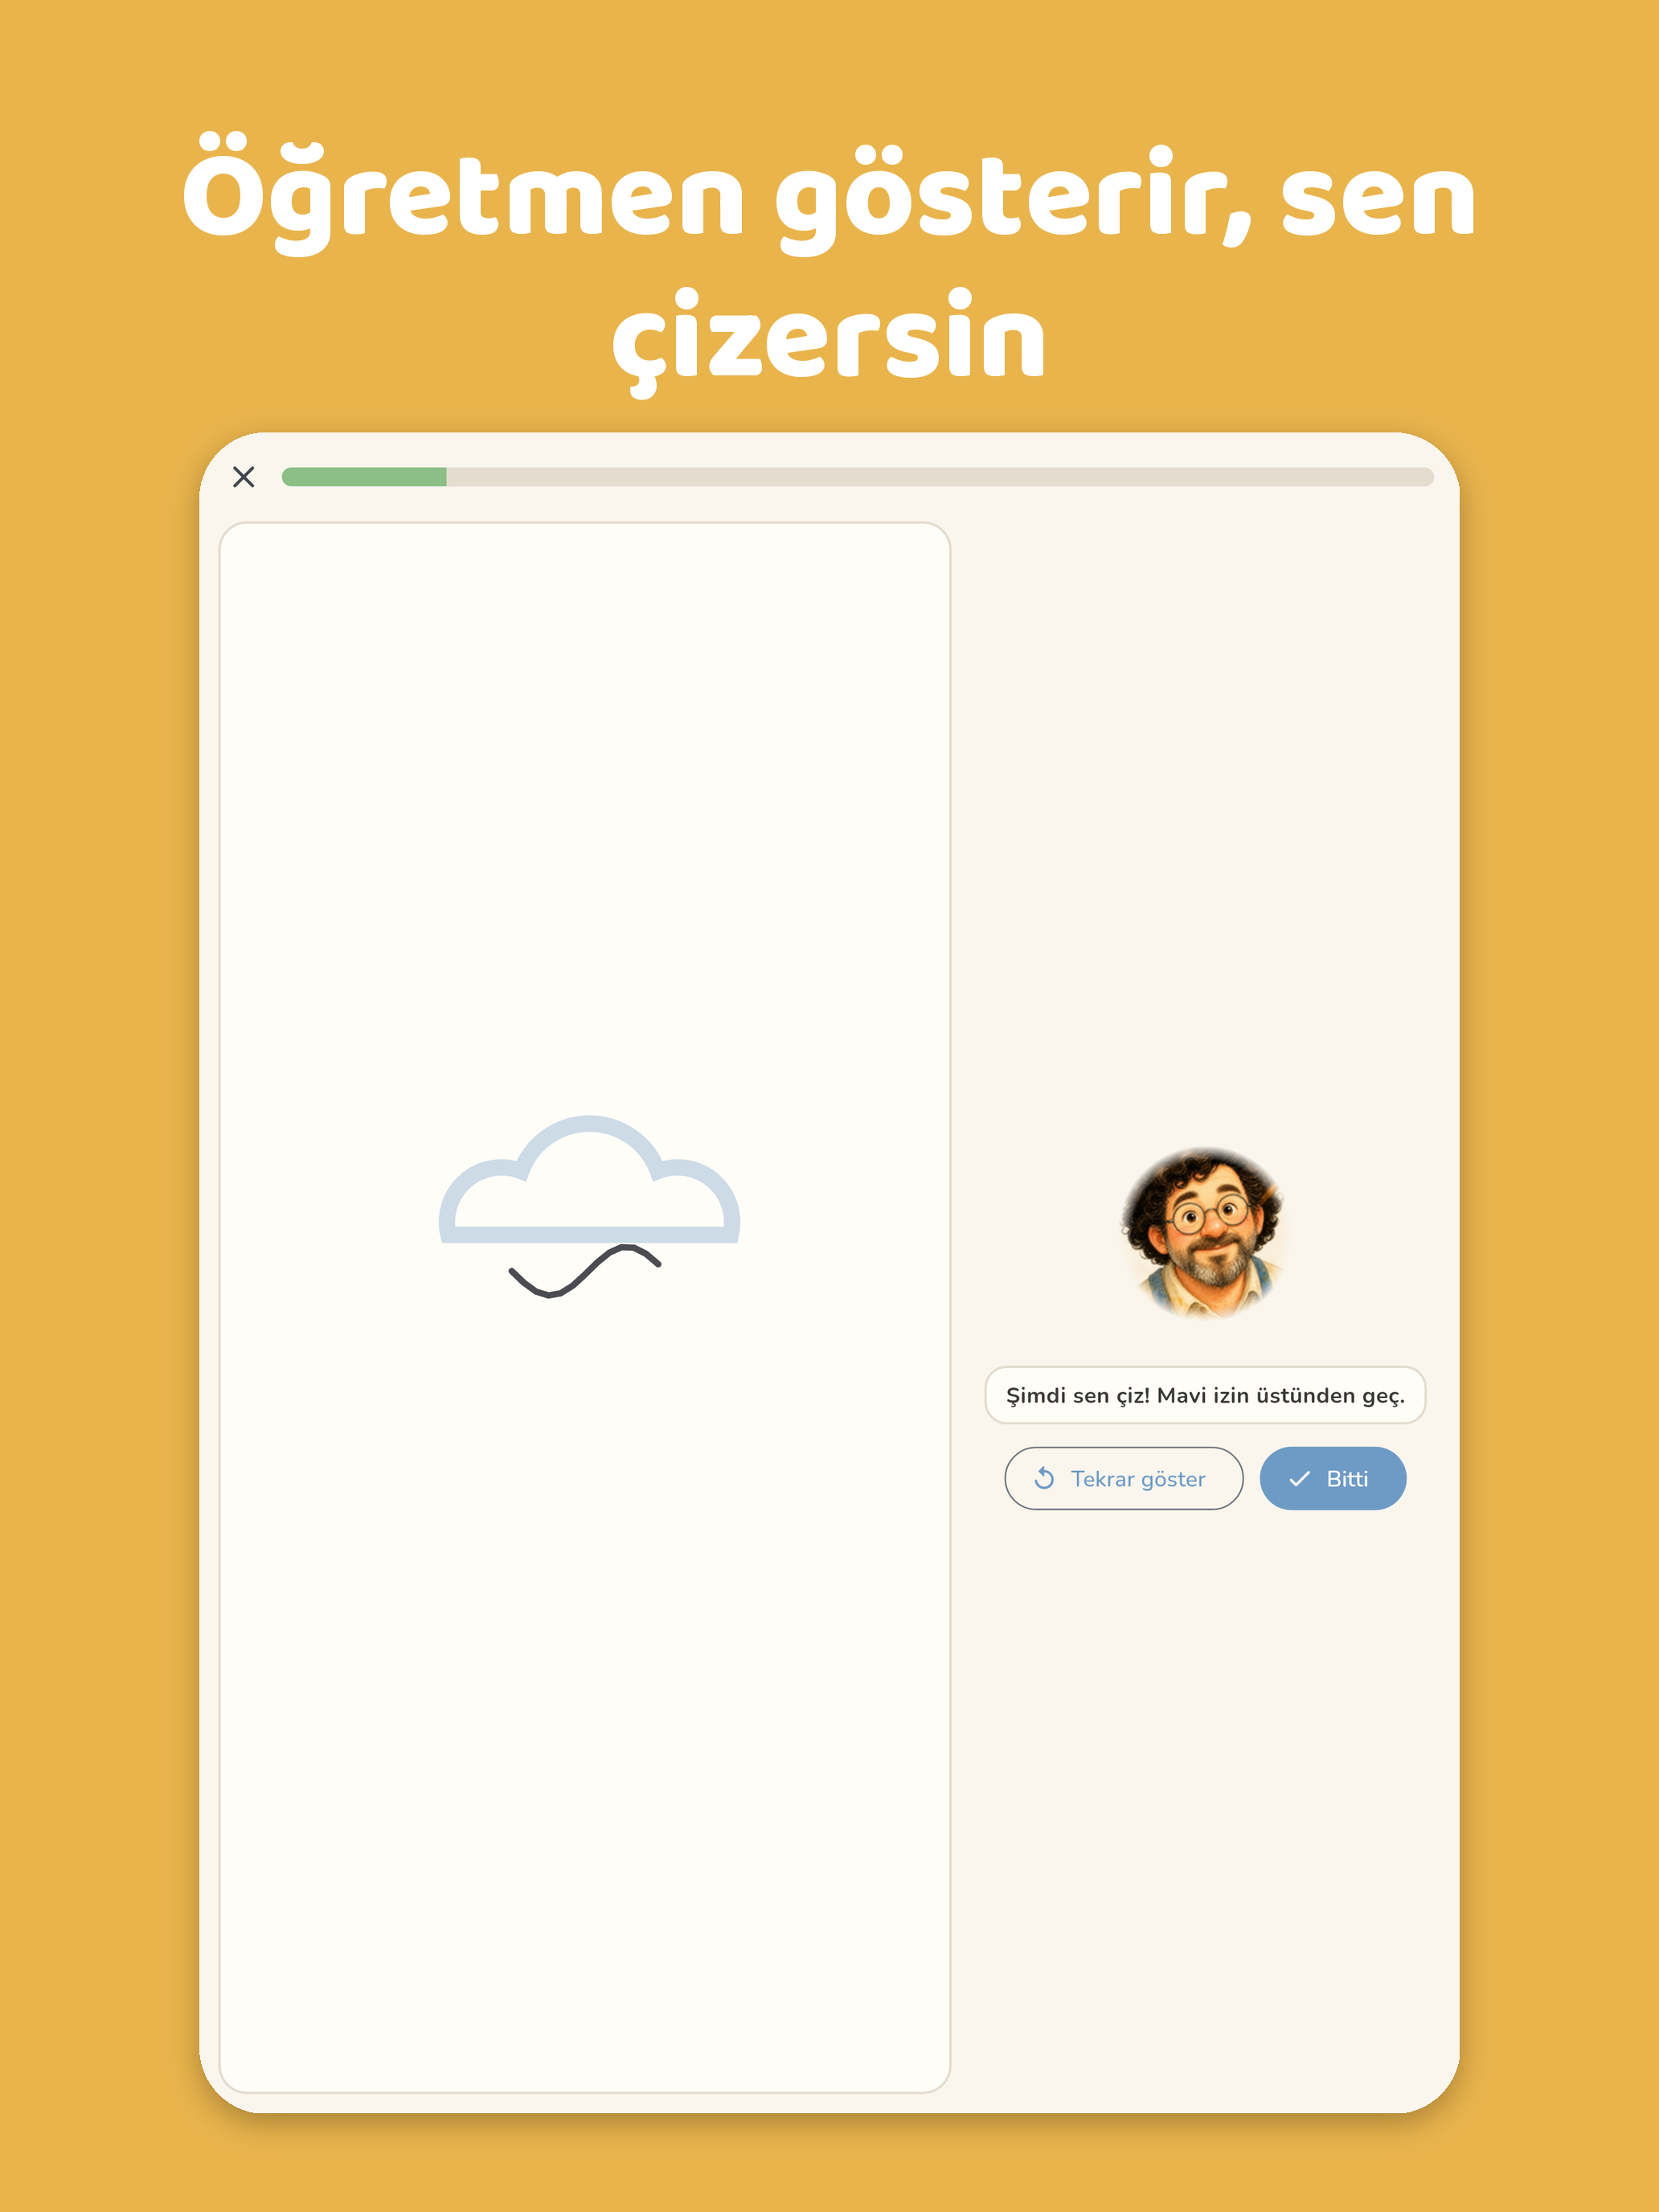 Öğretmen gösterir, sen
çizersin
Şimdi sen çiz! Mavi izin üstünden geç.
Tekrar göster
Bitti